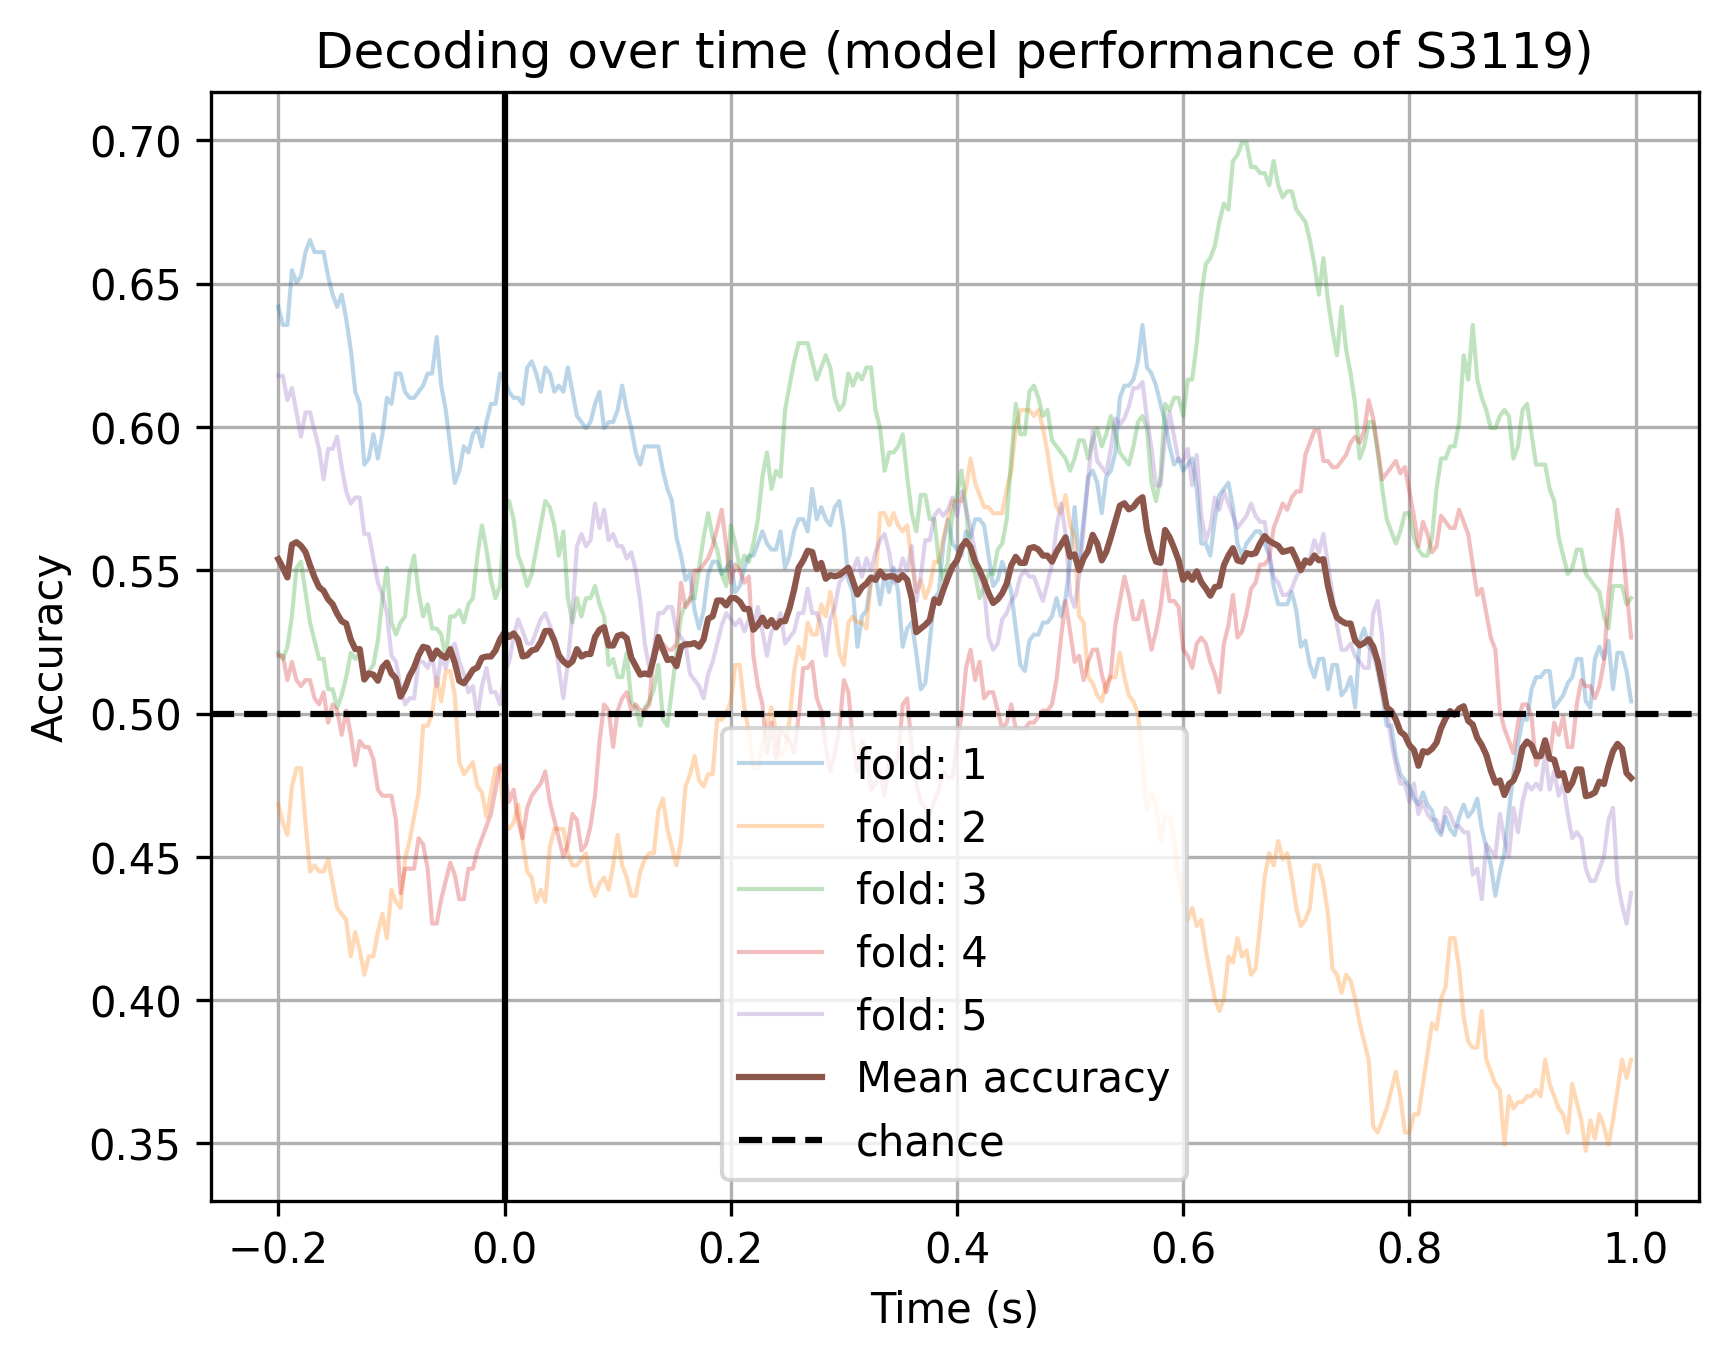 Decoding over time (model performance of S3119)
Accuracy
0.70
0.65
0.60
0.55
0.50
0.45
0.40
0.35
fold: 1
fold: 2
fold: 3
fold: 4
fold: 5
Mean accuracy
chance
−0.2 0.0 0.2 0.4 0.6 0.8 1.0
Time (s)